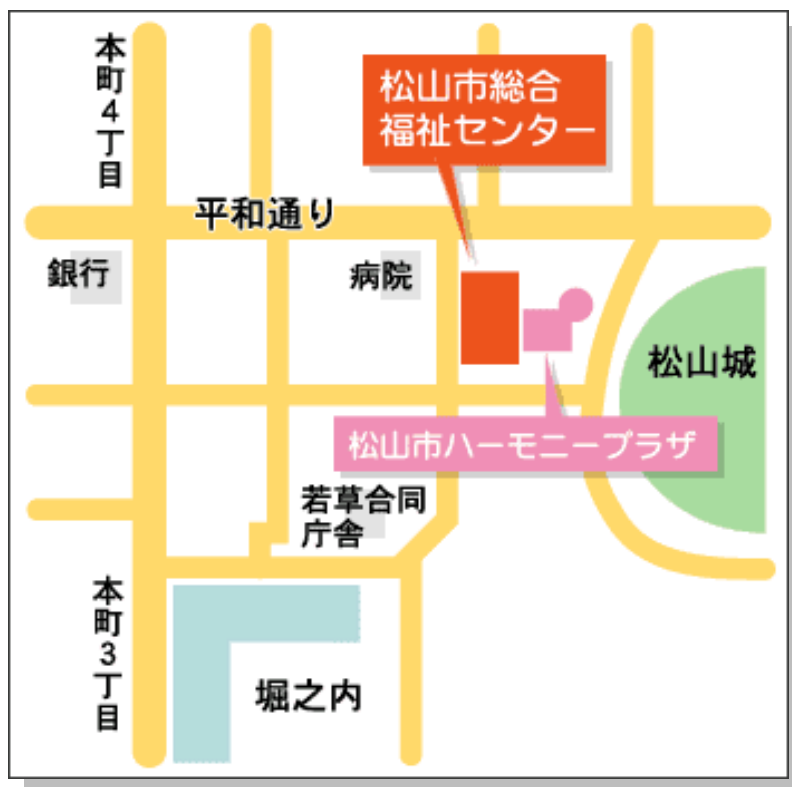 本町4丁目
松山市総合
福祉センター
平和通り
銀行
病院
松山城
松山市ハーモニープラザ
若草合同
庁舎
本町3丁目
堀之内